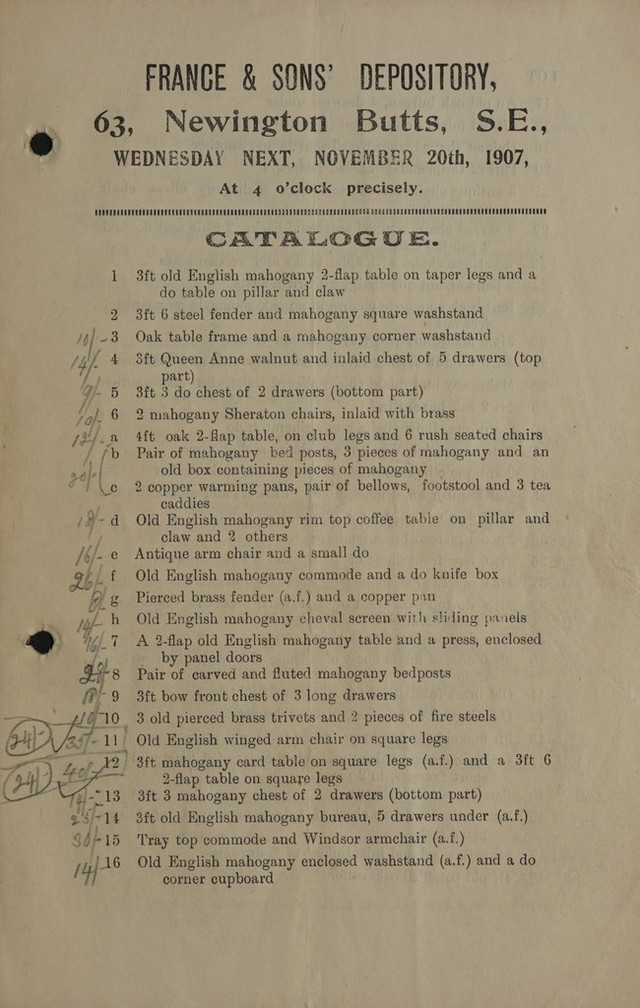 FRANCE & SONS' DEPOSITORY,
63, Newington Butts, S.E.,
WEDNESDAY NEXT, NOVEMBER 20th, 1907,
At 4 o'clock precisely.
CATALOGUE.
1 3ft old English mahogany 2-flap table on taper legs and a
do table on pillar and claw
2 3ft 6 steel fender and mahogany square washstand
3 Oak table frame and a mahogany corner washstand
4 3ft Queen Anne walnut and inlaid chest of 5 drawers (top
part)
5 3ft 3 do chest of 2 drawers (bottom part)
6 2 mahogany Sheraton chairs, inlaid with brass
a 4ft oak 2-flap table, on club legs and 6 rush seated chairs
b Pair of mahogany bed posts, 3 pieces of mahogany and an
old box containing pieces of mahogany
c 2 copper warming pans, pair of bellows, footstool and 3 tea
caddies
d Old English mahogany rim top coffee table on pillar and
claw and 2 others
e Antique arm chair and a small do
f Old English mahogany commode and a do knife box
g Pierced brass fender (a.f.) and a copper pan
h Old English mahogany cheval screen with sliding panels
7 A 2-flap old English mahogany table and a press, enclosed
by panel doors
8 Pair of carved and fluted mahogany bedposts
9 3ft bow front chest of 3 long drawers
10 3 old pierced brass trivets and 2 pieces of fire steels
11 Old English winged arm chair on square legs
12 3ft mahogany card table on square legs (a.f.) and a 3ft 6
2-flap table on square legs
13 3ft 3 mahogany chest of 2 drawers (bottom part)
14 3ft old English mahogany bureau, 5 drawers under (a.f.)
15 Tray top commode and Windsor armchair (a.f.)
16 Old English mahogany enclosed washstand (a.f.) and a do
corner cupboard